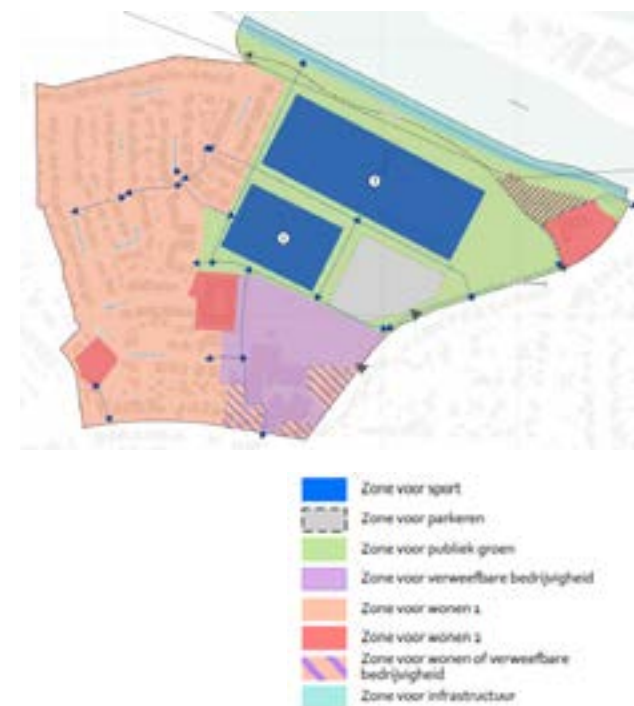 Zone voor sport
Zone voor parkeren
Zone voor publiek groen
Zone voor verweefbare bedrijvigheid
Zone voor wonen 1
Zone voor wonen 2
Zone voor wonen of verweefbare
bedrijvigheid
Zone voor infrastructuur